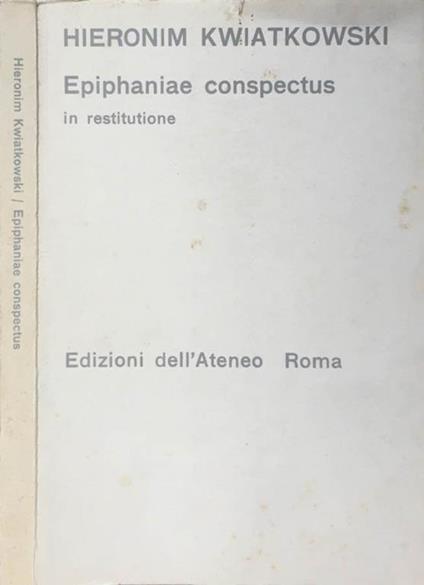 Hieronim Kwiatkowski / Epiphaniae conspectus
HIERONIM KWIATKOWSKI
Epiphaniae conspectus
in restitutione
Edizioni dell'Ateneo Roma